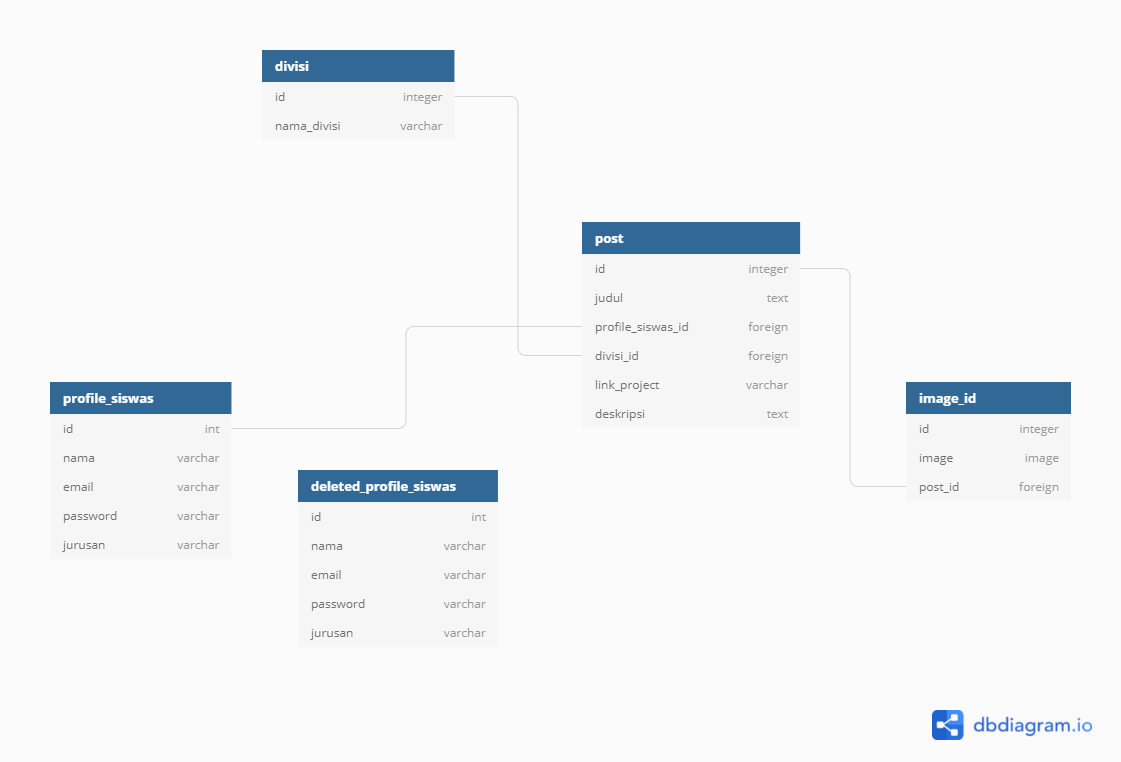 divisi
id integer
nama_divisi varchar
post
id integer
judul text
profile_siswas_id foreign
divisi_id foreign
link_project varchar
deskripsi text
profile_siswas
id int
nama varchar
email varchar
password varchar
jurusan varchar
image_id
id integer
image image
post_id foreign
deleted_profile_siswas
id int
nama varchar
email varchar
password varchar
jurusan varchar
dbdiagram.io